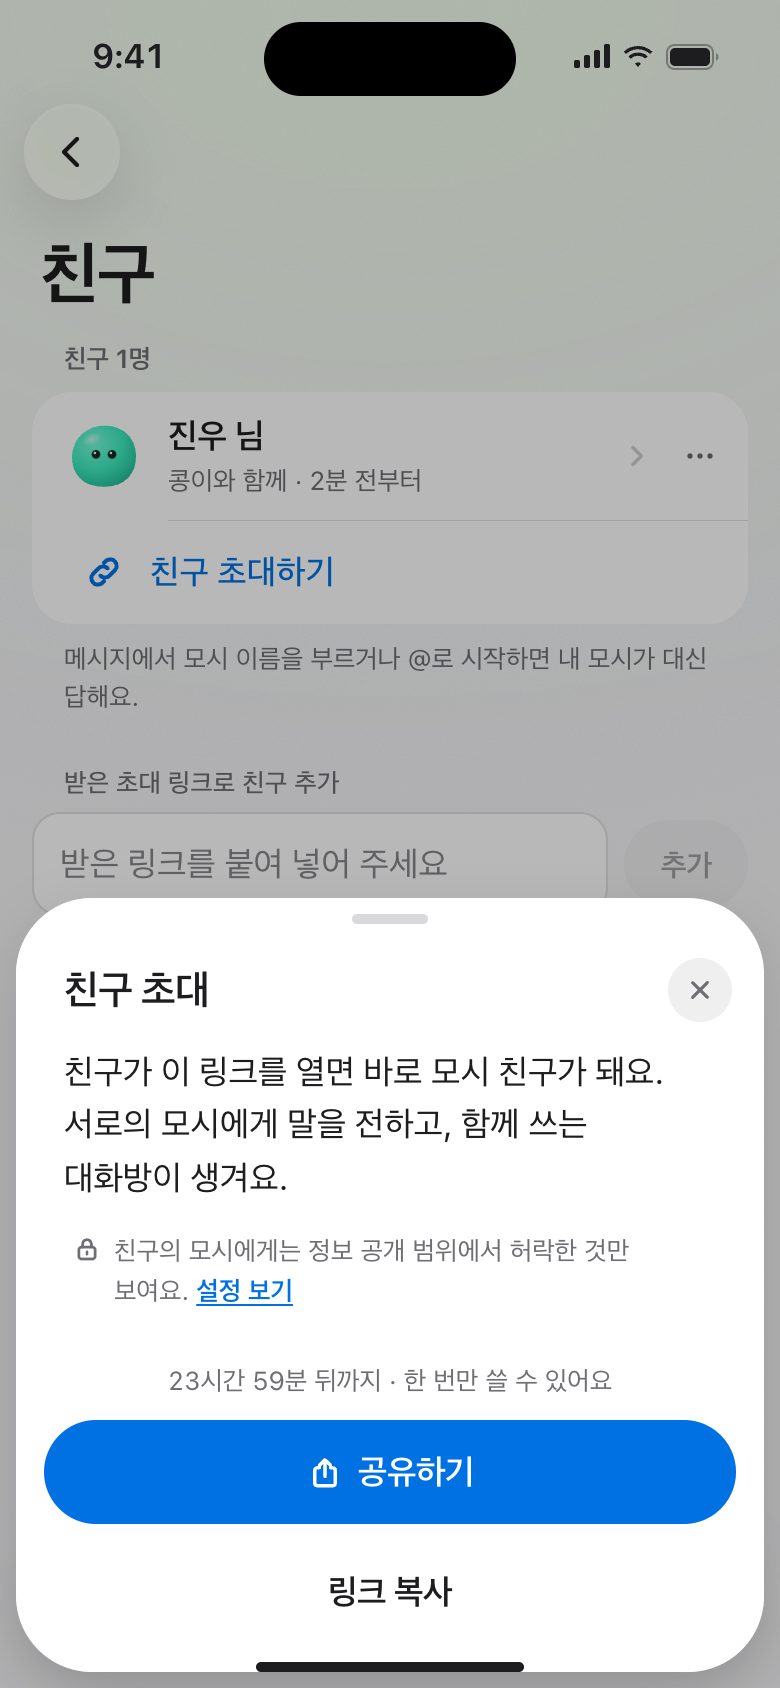 9:41
친구
친구 1명
진우 님
콩이와 함께 · 2분 전부터
친구 초대하기
메시지에서 모시 이름을 부르거나 @로 시작하면 내 모시가 대신
답해요.
받은 초대 링크로 친구 추가
받은 링크를 붙여 넣어 주세요
추가
친구 초대
친구가 이 링크를 열면 바로 모시 친구가 돼요.
서로의 모시에게 말을 전하고, 함께 쓰는
대화방이 생겨요.
친구의 모시에게는 정보 공개 범위에서 허락한 것만
보여요. 설정 보기
23시간 59분 뒤까지 · 한 번만 쓸 수 있어요
공유하기
링크 복사